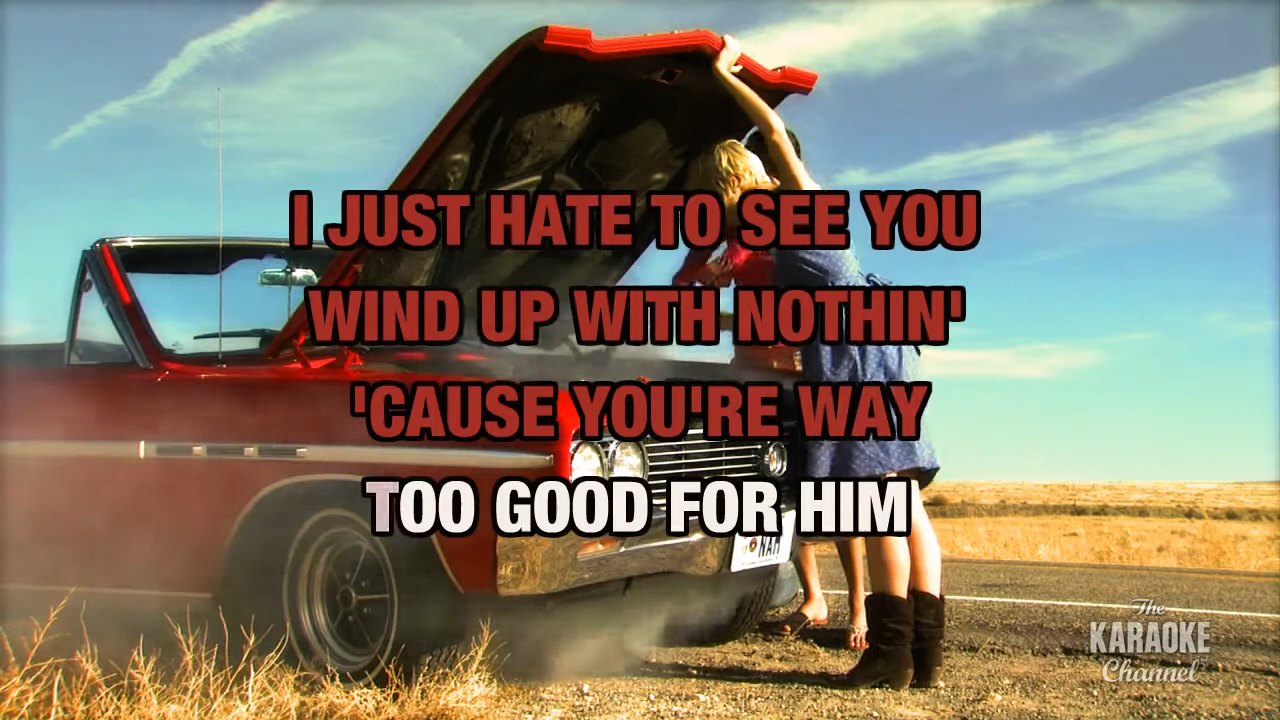 I JUST HATE TO SEE YOU
WIND UP WITH NOTHIN'
'CAUSE YOU'RE WAY
TOO GOOD FOR HIM
NAH
The
KARAOKE
Channel